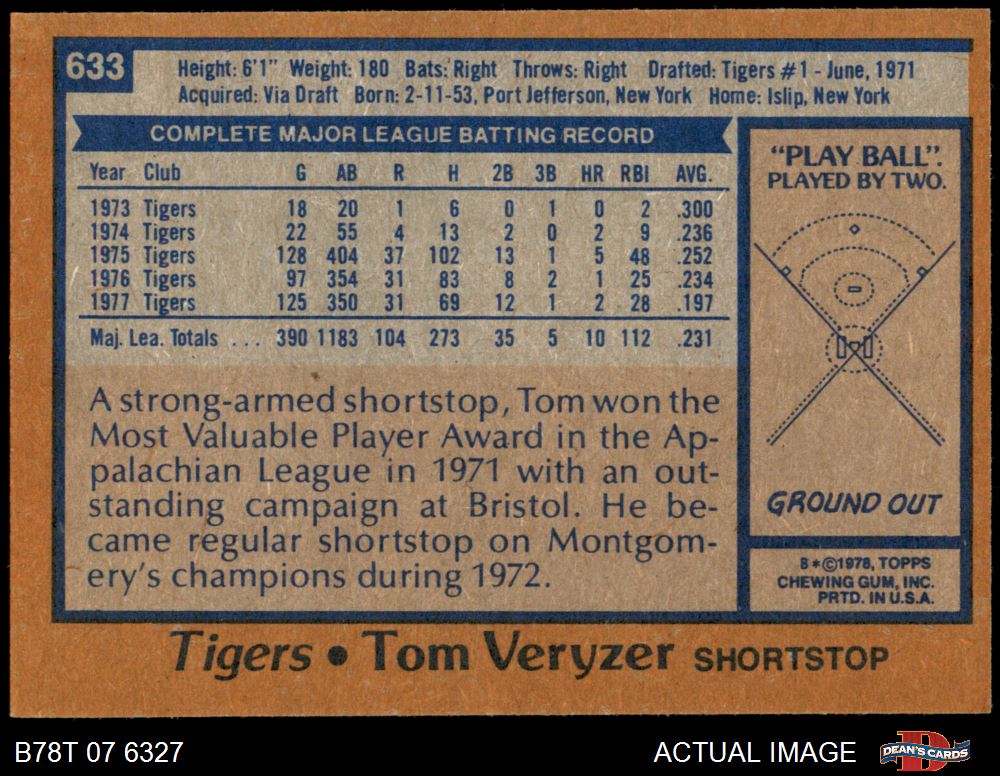 633
Height: 6'1" Weight: 180 Bats: Right Throws: Right Drafted: Tigers #1 - June, 1971
Acquired: Via Draft Born: 2-11-53, Port Jefferson, New York Home: Islip, New York
COMPLETE MAJOR LEAGUE BATTING RECORD
Year Club G AB R H 2B 3B HR RBI AVG.
1973 Tigers 18 20 1 6 0 1 0 2 .300
1974 Tigers 22 55 4 13 2 0 2 9 .236
1975 Tigers 128 404 37 102 13 1 5 48 .252
1976 Tigers 97 354 31 83 8 2 1 25 .234
1977 Tigers 125 350 31 69 12 1 2 28 .197
Maj. Lea. Totals ... 390 1183 104 273 35 5 10 112 .231
A strong-armed shortstop, Tom won the
Most Valuable Player Award in the Ap-
palachian League in 1971 with an out-
standing campaign at Bristol. He be-
came regular shortstop on Montgom-
ery's champions during 1972.
"PLAY BALL".
PLAYED BY TWO.
GROUND OUT
8*©1978, TOPPS
CHEWING GUM, INC.
PRTD. IN U.S.A.
Tigers • Tom Veryzer SHORTSTOP
B78T 07 6327
ACTUAL IMAGE
DEAN'S CARDS